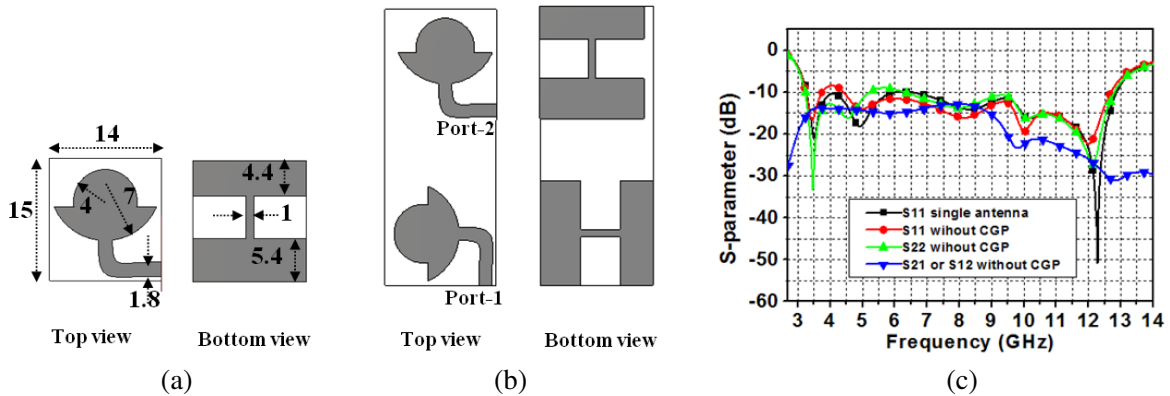 14
15
4
7
1.8
Top view
4.4
1
5.4
Bottom view
(a)
Port-2
Port-1
Top view
Bottom view
(b)
S-parameter (dB)
0
-10
-20
-30
-40
-50
-60
S11 single antenna
S11 wihout CGP
S22 wihout CGP
S21 or S12 without CGP
3 4 5 6 7 8 9 10 11 12 13 14
Frequency (GHz)
(c)